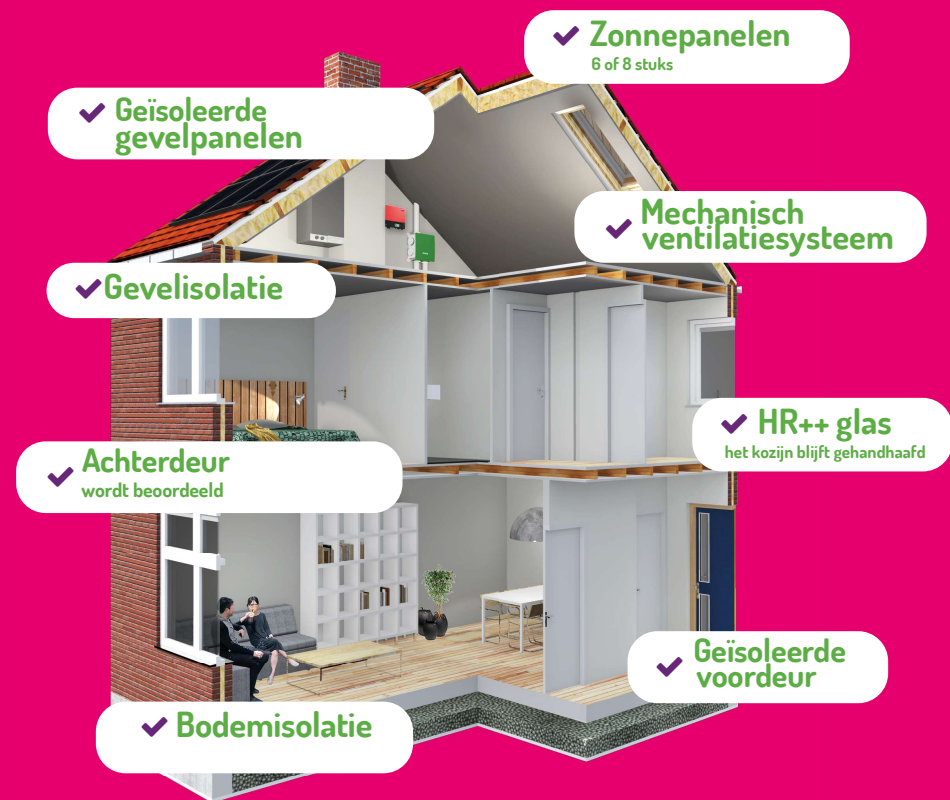 Zonnepanelen
6 of 8 stuks
Geïsoleerde
gevelpanelen
Mechanisch
ventilatiesysteem
Gevelisolatie
HR++ glas
het kozijn blijft gehandhaafd
Achterdeur
wordt beoordeeld
Geïsoleerde
voordeur
Bodemisolatie